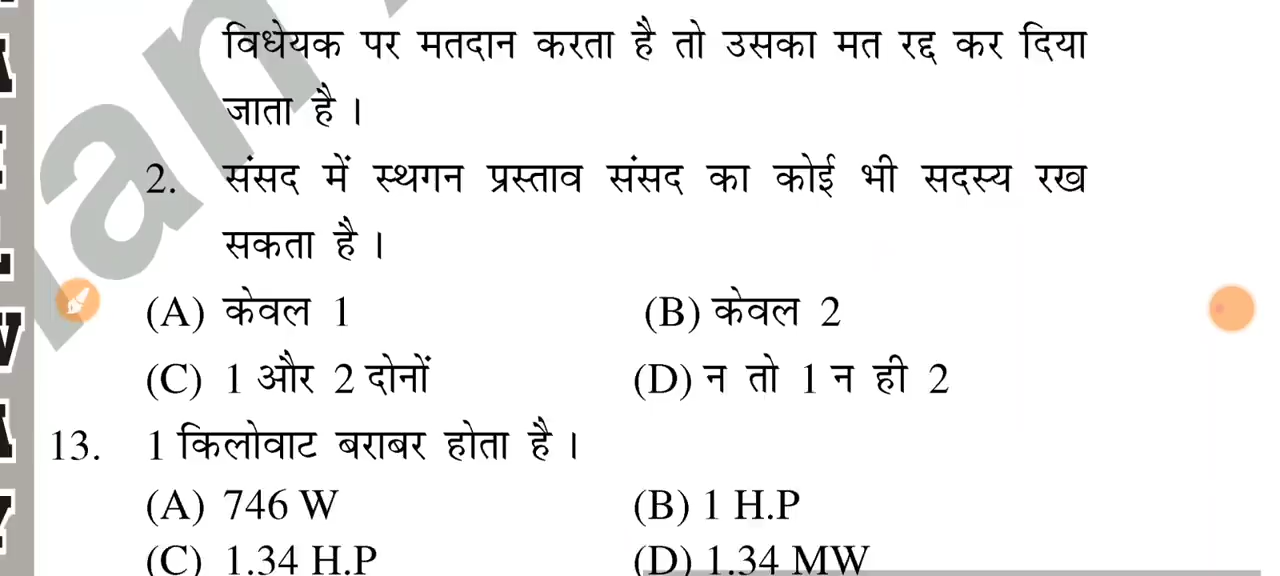 विधेयक पर मतदान करता है तो उसका मत रद्द कर दिया
जाता है ।
2. संसद में स्थगन प्रस्ताव संसद का कोई भी सदस्य रख
सकता है ।
(A) केवल 1 (B) केवल 2
(C) 1 और 2 दोनों (D) न तो 1 न ही 2
13. 1 किलोवाट बराबर होता है ।
(A) 746 W (B) 1 H.P
(C) 1.34 H.P (D) 1.34 MW